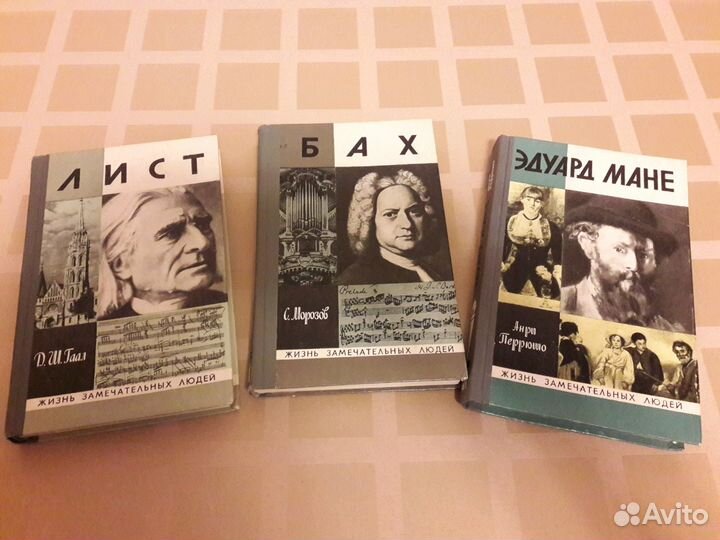 ЛИСТ
Д. Ш. Гаал
ЖИЗНЬ ЗАМЕЧАТЕЛЬНЫХ ЛЮДЕЙ
БАХ
С. Морозов
ЖИЗНЬ ЗАМЕЧАТЕЛЬНЫХ ЛЮДЕЙ
ЭДУАРД МАНЕ
Анри
Перрюшо
ЖИЗНЬ ЗАМЕЧАТЕЛЬНЫХ ЛЮДЕЙ
Avito